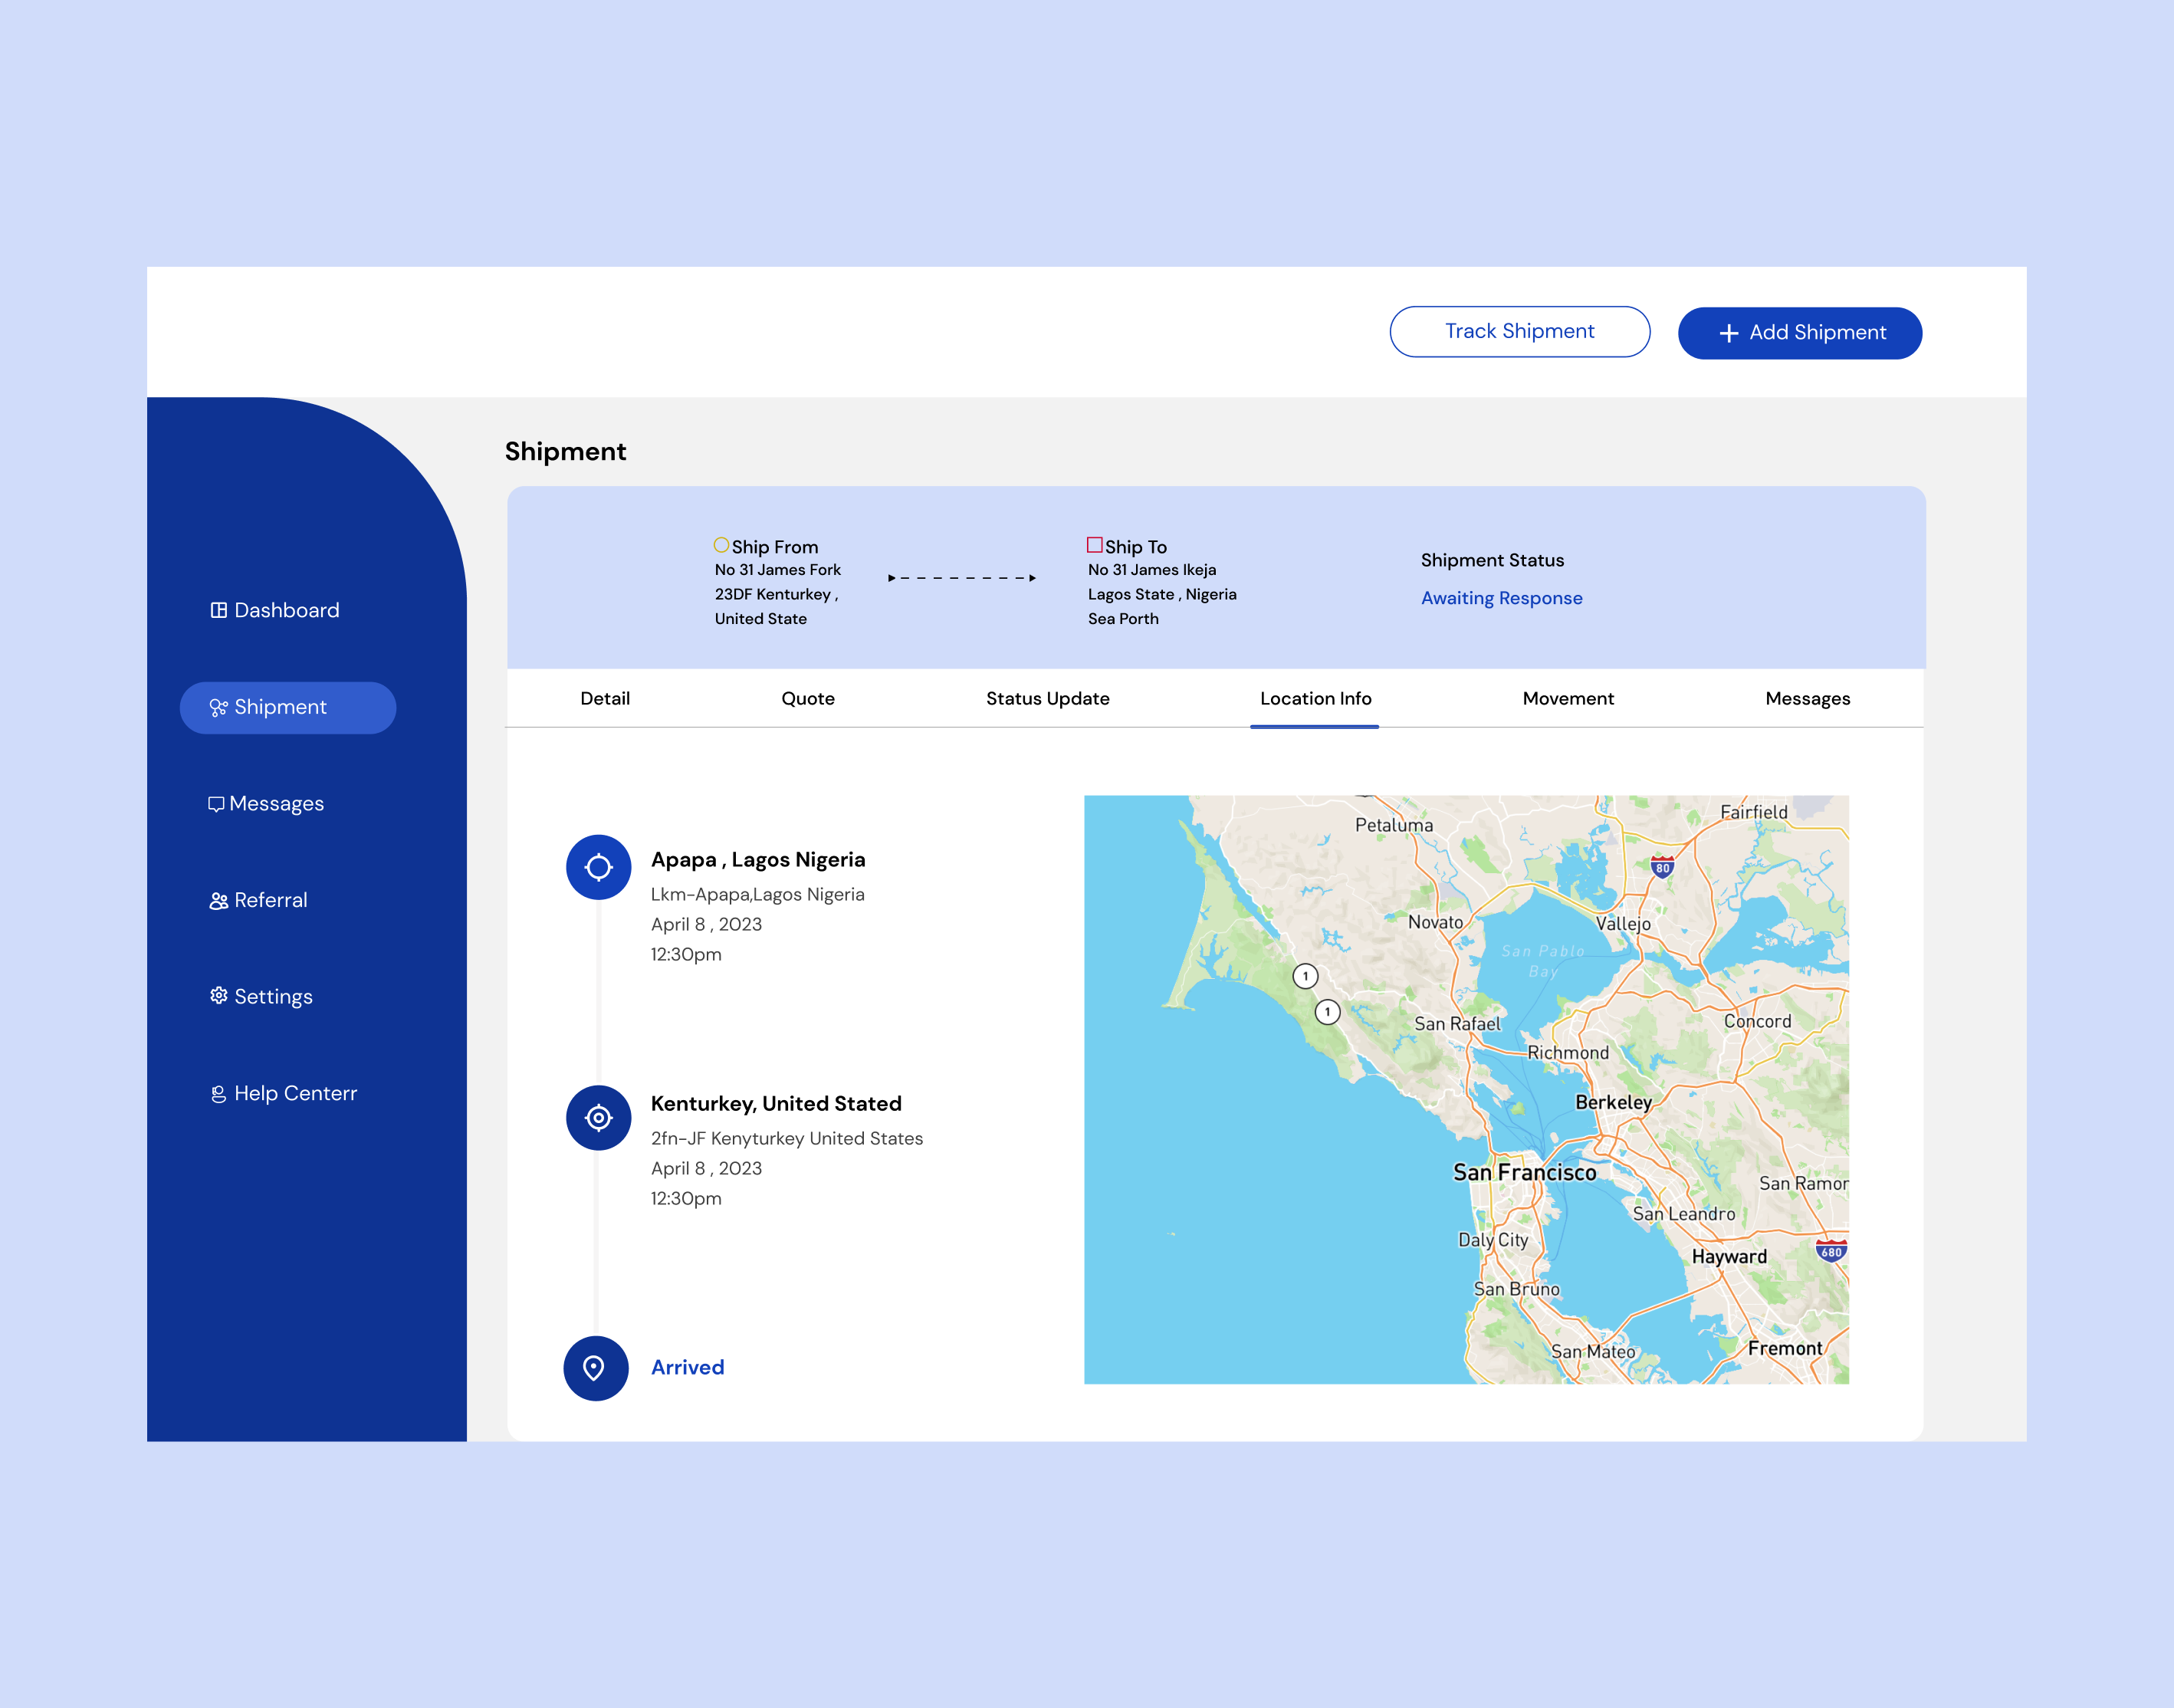 Track Shipment
Add Shipment
Shipment
Dashboard
Shipment
Messages
Referral
Settings
Help Centerr
Ship From
No 31 James Fork
23DF Kenturkey ,
United State
Ship To
No 31 James Ikeja
Lagos State , Nigeria
Sea Porth
Shipment Status
Awaiting Response
Detail
Quote
Status Update
Location Info
Movement
Messages
Apapa , Lagos Nigeria
Lkm-Apapa,Lagos Nigeria
April 8 , 2023
12:30pm
Kenturkey, United Stated
2fn-JF Kenyturkey United States
April 8 , 2023
12:30pm
Arrived
Fairfield
Petaluma
80
Novato
Vallejo
San Pablo
Bay
1
1
San Rafael
Concord
Richmond
Berkeley
San Francisco
San Ramor
San Leandro
Daly City
Hayward
680
San Bruno
San Mateo
Fremont